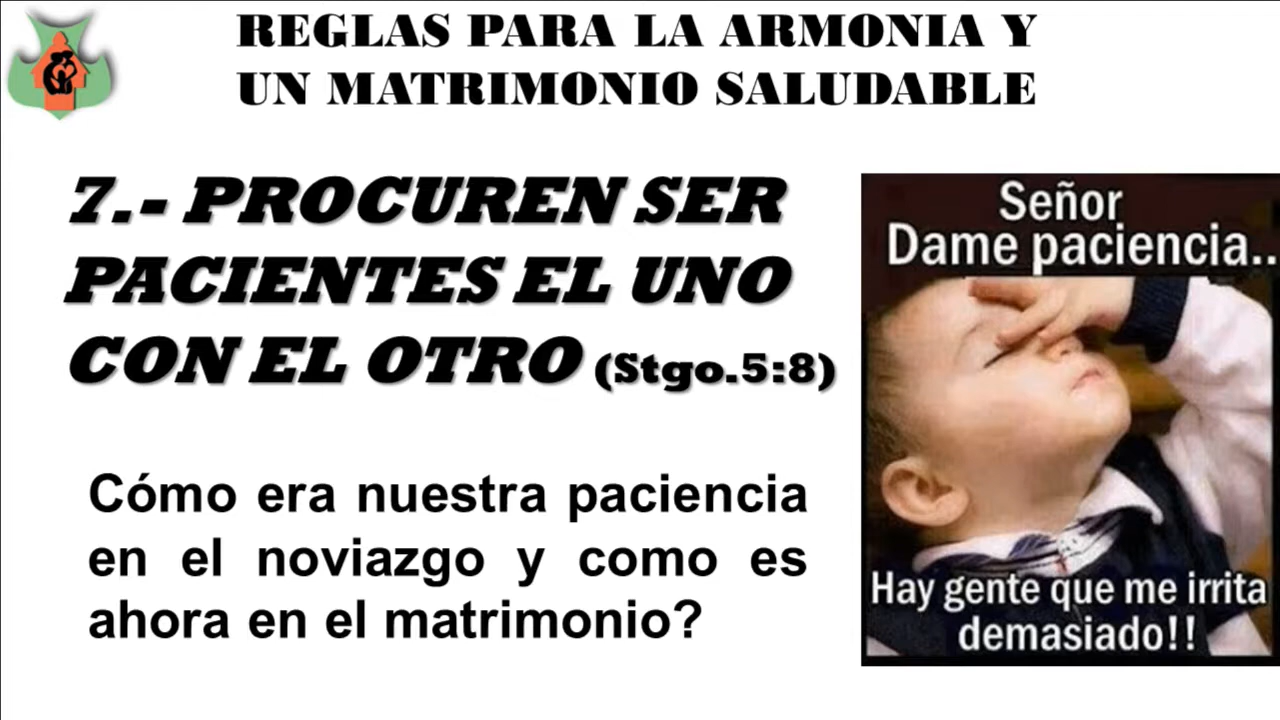 REGLAS PARA LA ARMONIA Y
UN MATRIMONIO SALUDABLE
7.- PROCUREN SER
PACIENTES EL UNO
CON EL OTRO (Stgo.5:8)
Cómo era nuestra paciencia
en el noviazgo y como es
ahora en el matrimonio?
Señor
Dame paciencia..
Hay gente que me irrita
demasiado!!